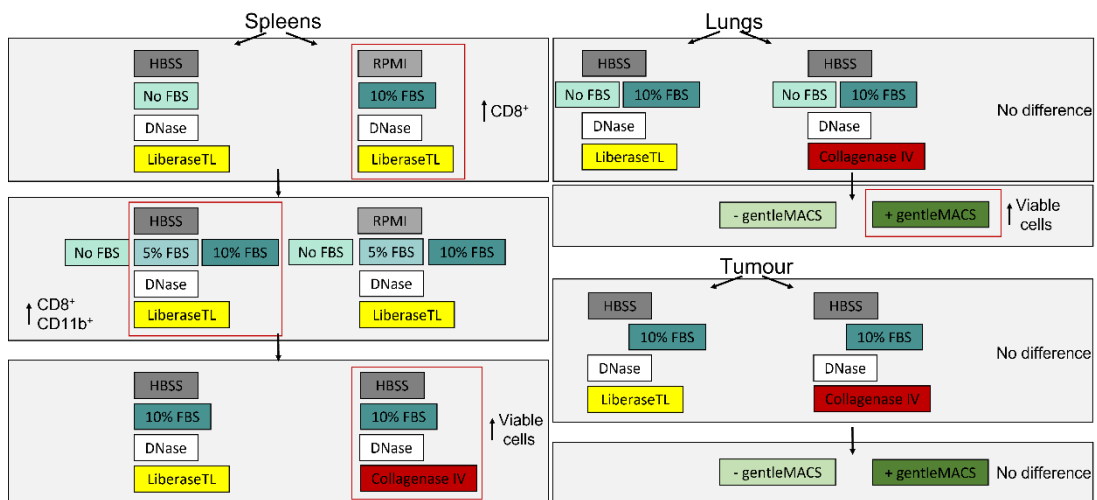 Spleens
HBSS
RPMI
No FBS
10% FBS
↑ CD8⁺
DNase
DNase
LiberaseTL
LiberaseTL
HBSS
RPMI
No FBS
5% FBS
10% FBS
No FBS
5% FBS
10% FBS
DNase
DNase
↑ CD8⁺
CD11b⁺
LiberaseTL
LiberaseTL
HBSS
HBSS
10% FBS
10% FBS
↑ Viable
cells
DNase
DNase
LiberaseTL
Collagenase IV
Lungs
HBSS
HBSS
No FBS
10% FBS
No FBS
10% FBS
No difference
DNase
DNase
LiberaseTL
Collagenase IV
- gentleMACS
+ gentleMACS
↑ Viable
cells
Tumour
HBSS
HBSS
10% FBS
10% FBS
No difference
DNase
DNase
LiberaseTL
Collagenase IV
- gentleMACS
+ gentleMACS
No difference